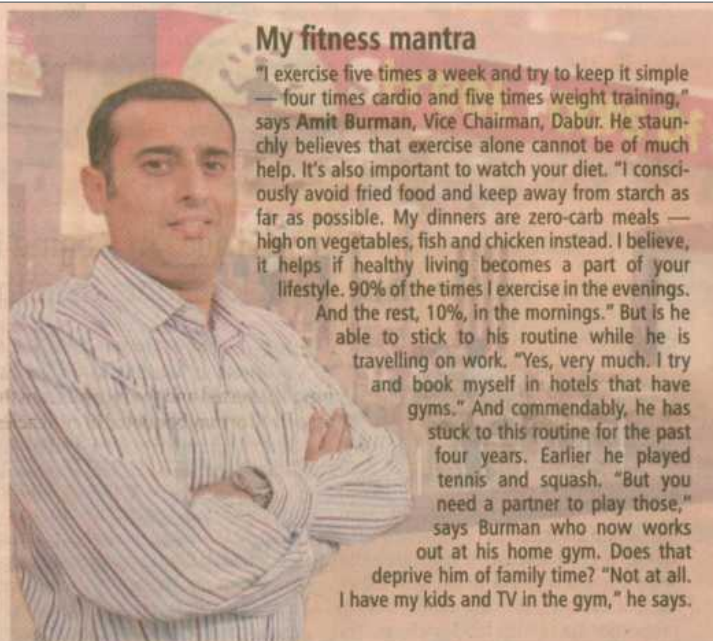 My fitness mantra
"I exercise five times a week and try to keep it simple
— four times cardio and five times weight training,"
says Amit Burman, Vice Chairman, Dabur. He staun-
chly believes that exercise alone cannot be of much
help. It's also important to watch your diet. "I consci-
ously avoid fried food and keep away from starch as
far as possible. My dinners are zero-carb meals —
high on vegetables, fish and chicken instead. I believe,
it helps if healthy living becomes a part of your
lifestyle. 90% of the times I exercise in the evenings.
And the rest, 10%, in the mornings." But is he
able to stick to his routine while he is
travelling on work. "Yes, very much. I try
and book myself in hotels that have
gyms." And commendably, he has
stuck to this routine for the past
four years. Earlier he played
tennis and squash. "But you
need a partner to play those,"
says Burman who now works
out at his home gym. Does that
deprive him of family time? "Not at all.
I have my kids and TV in the gym," he says.